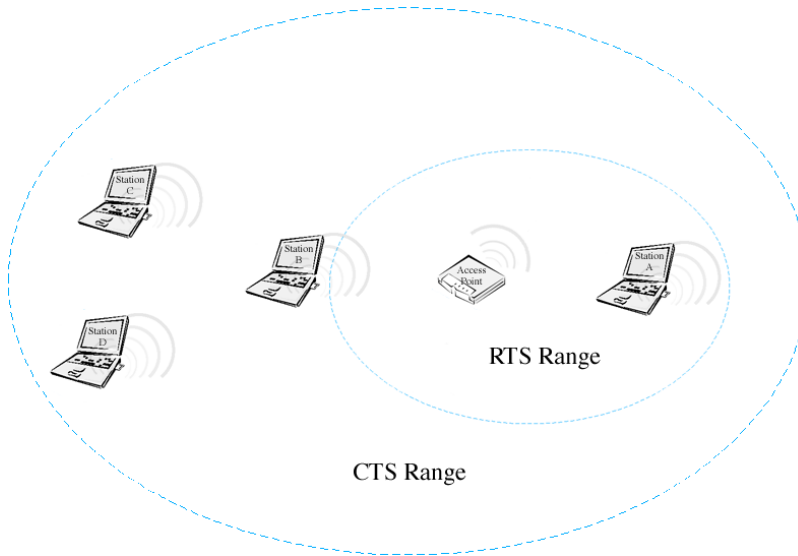 Station
C
Station
B
Access
Point
Station
A
Station
D
RTS Range
CTS Range